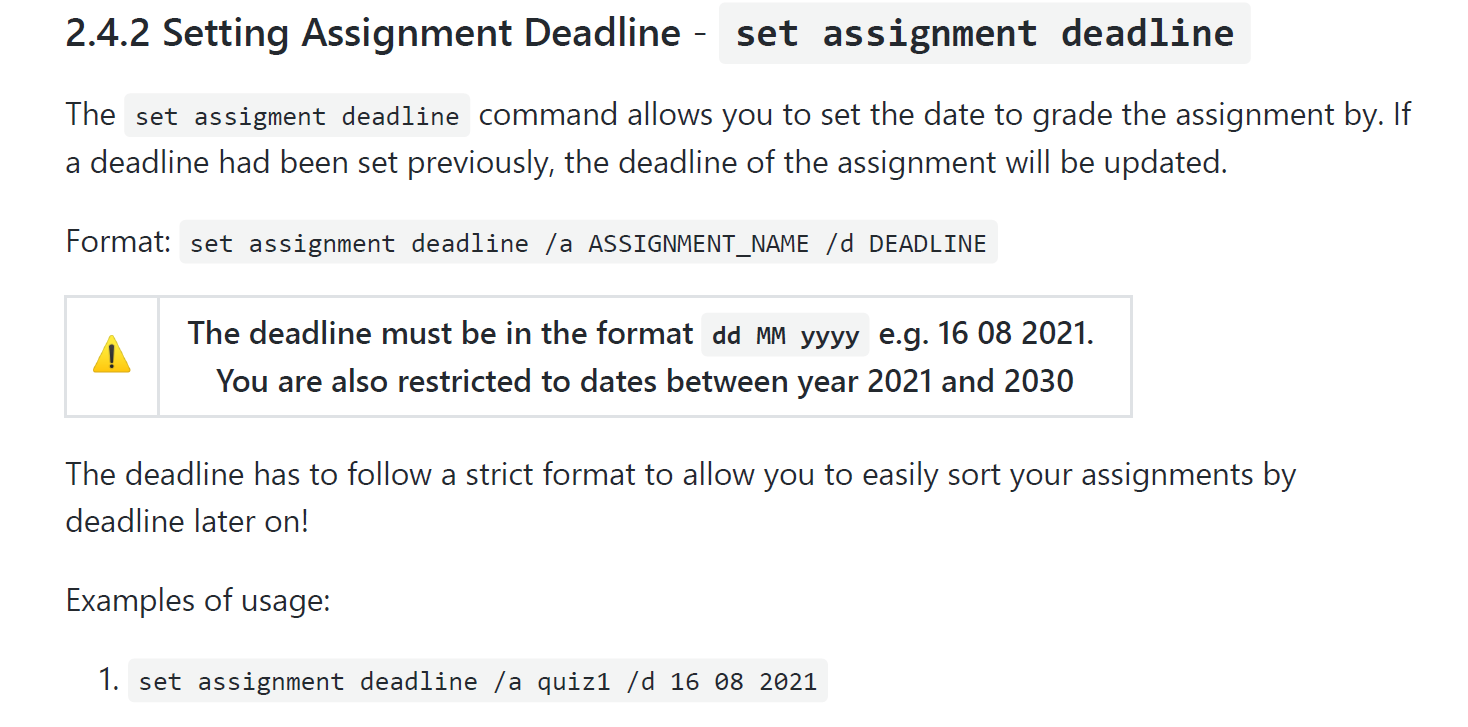 2.4.2 Setting Assignment Deadline - set assignment deadline
The set assigment deadline command allows you to set the date to grade the assignment by. If
a deadline had been set previously, the deadline of the assignment will be updated.
Format: set assignment deadline /a ASSIGNMENT_NAME /d DEADLINE
The deadline must be in the format dd MM yyyy e.g. 16 08 2021.
You are also restricted to dates between year 2021 and 2030
The deadline has to follow a strict format to allow you to easily sort your assignments by
deadline later on!
Examples of usage:
1. set assignment deadline /a quiz1 /d 16 08 2021